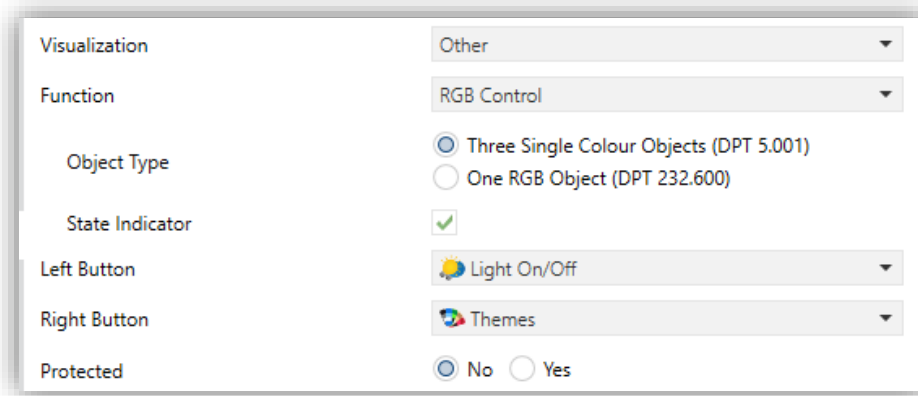 Visualization Other
Function RGB Control
Object Type Three Single Colour Objects (DPT 5.001)
One RGB Object (DPT 232.600)
State Indicator
Left Button Light On/Off
Right Button Themes
Protected No Yes